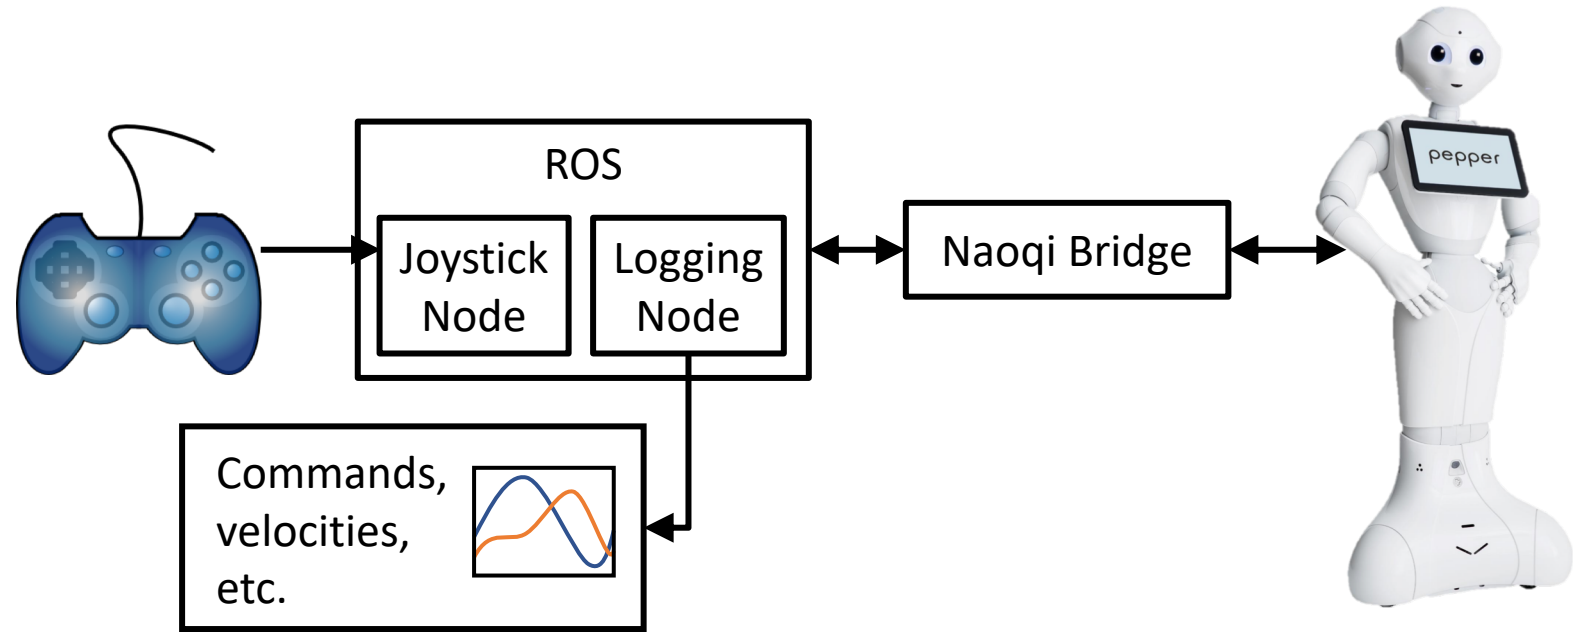 ROS
Joystick
Node
Logging
Node
Naoqi Bridge
pepper
Commands,
velocities,
etc.